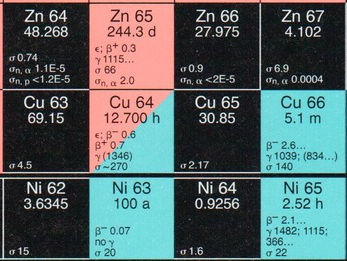 Zn 64
48.268
σ 0.74
σn, α 1.1E-5
σn, p <1.2E-5
Zn 65
244.3 d
ϵ; β+ 0.3
γ 1115...
σ 66
σn, α 2.0
Zn 66
27.975
σ 0.9
σn, α <2E-5
Zn 67
4.102
σ 6.9
σn, α 0.0004
Cu 63
69.15
σ 4.5
Cu 64
12.700 h
ϵ; β− 0.6
β+ 0.7
γ (1346)
σ ~270
Cu 65
30.85
σ 2.17
Cu 66
5.1 m
β− 2.6...
γ 1039; (834...)
σ 140
Ni 62
3.6345
σ 15
Ni 63
100 a
β− 0.07
no γ
σ 20
Ni 64
0.9256
σ 1.6
Ni 65
2.52 h
β− 2.1...
γ 1482; 1115;
366...
σ 22